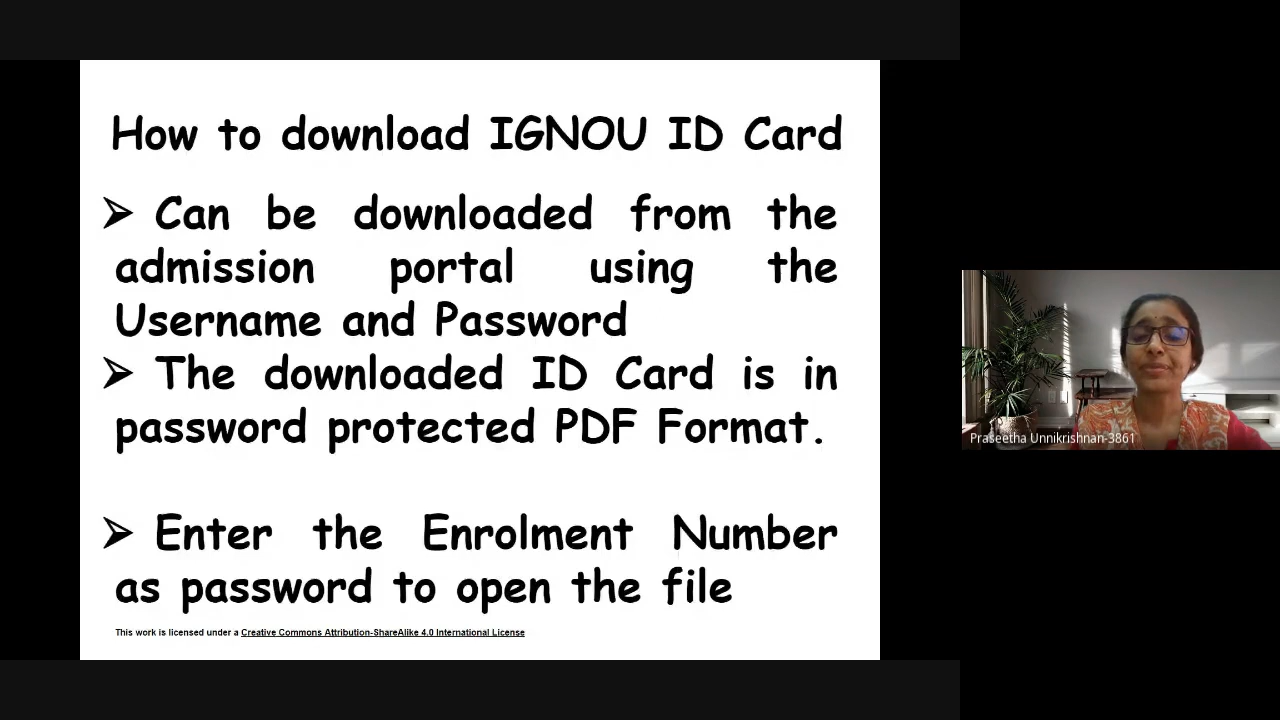 How to download IGNOU ID Card
➢ Can be downloaded from the
admission portal using the
Username and Password
➢ The downloaded ID Card is in
password protected PDF Format.
➢ Enter the Enrolment Number
as password to open the file
This work is licensed under a Creative Commons Attribution-ShareAlike 4.0 International License
Praseetha Unnikrishnan-3861